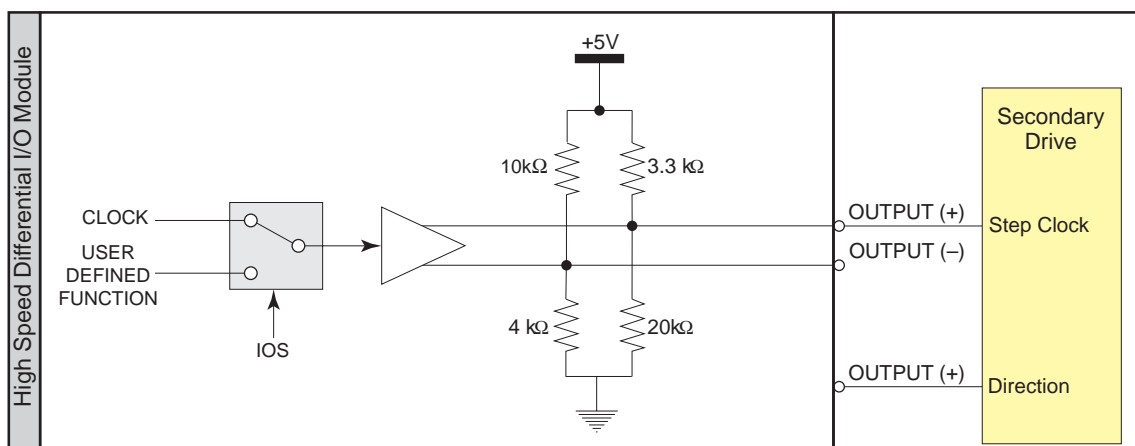 High Speed Differential I/O Module
+5V
10kΩ
3.3 kΩ
CLOCK
USER
DEFINED
FUNCTION
IOS
4 kΩ
20kΩ
OUTPUT (+)
OUTPUT (–)
OUTPUT (+)
Secondary
Drive
Step Clock
Direction